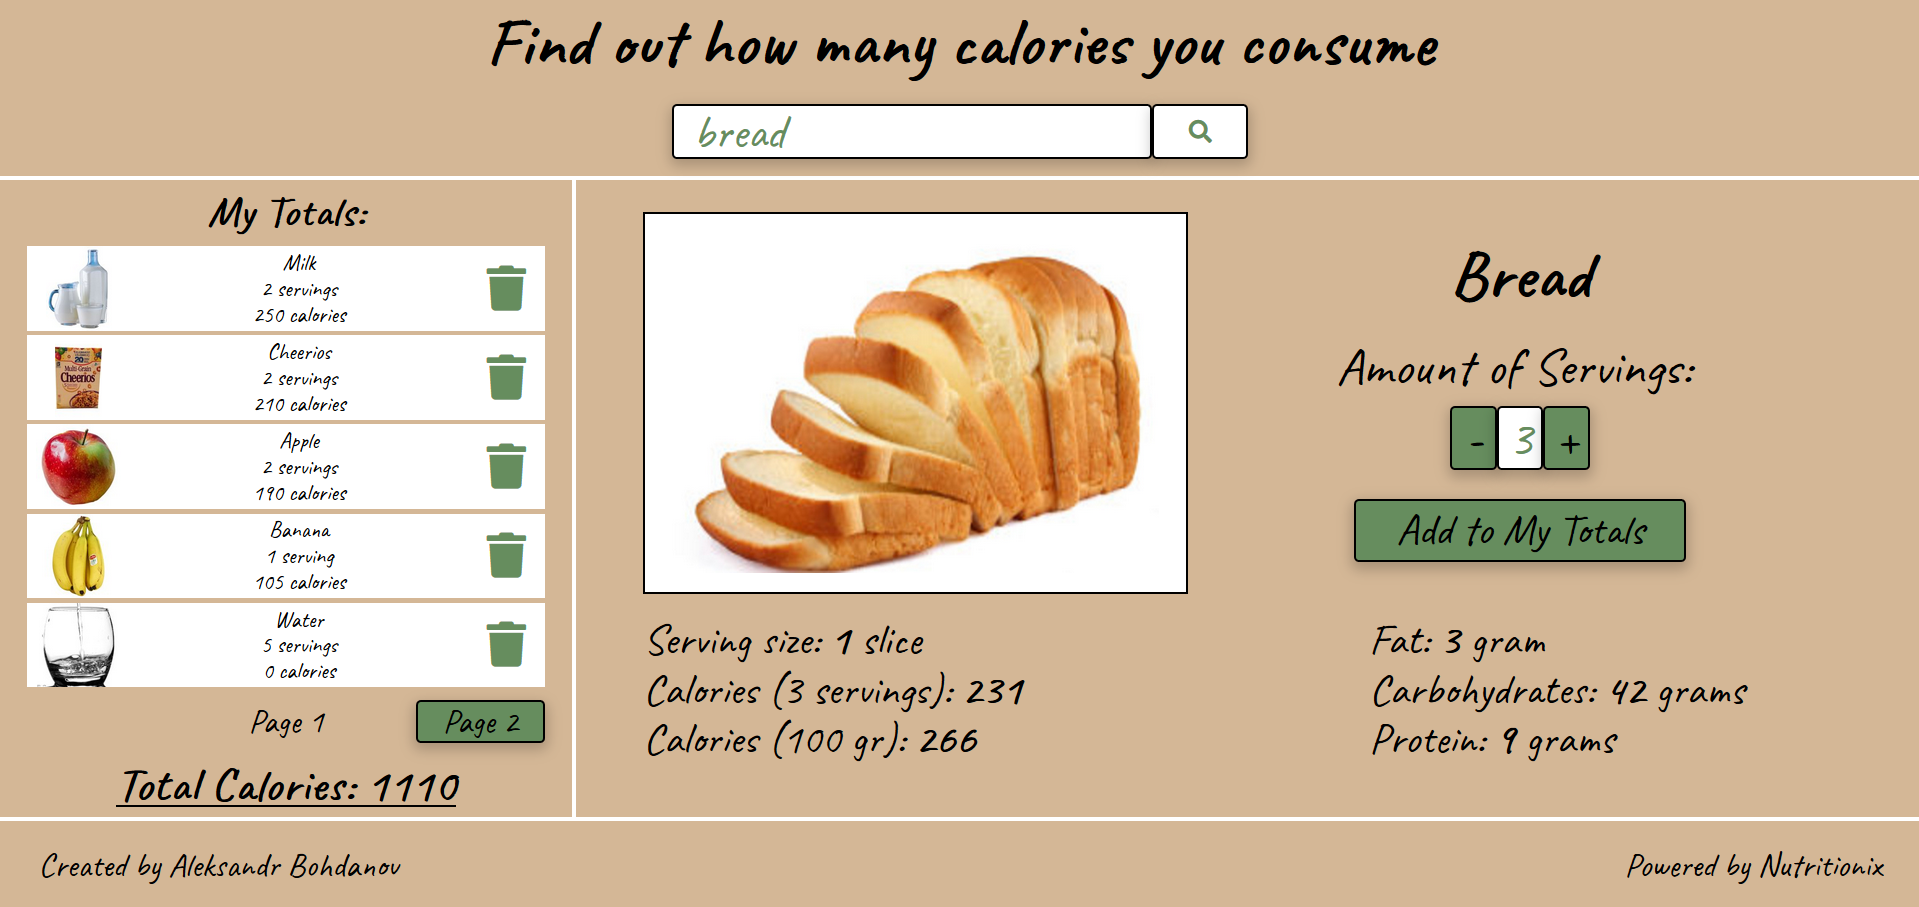 Find out how many calories you consume
bread
My Totals:
Milk
2 servings
250 calories
Multi Grain
Cheerios
Cheerios
2 servings
210 calories
Apple
2 servings
190 calories
Banana
1 serving
105 calories
Water
5 servings
0 calories
Page 1
Page 2
Total Calories: 1110
Bread
Amount of Servings:
- 3 +
Add to My Totals
Serving size: 1 slice
Calories (3 servings): 231
Calories (100 gr): 266
Fat: 3 gram
Carbohydrates: 42 grams
Protein: 9 grams
Created by Aleksandr Bohdanov
Powered by Nutritionix